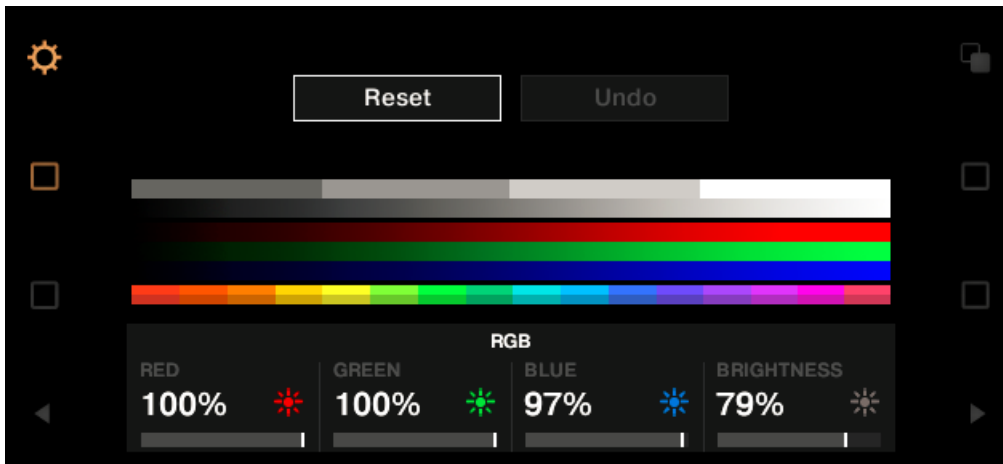 Reset Undo
RGB
RED GREEN BLUE BRIGHTNESS
100% 100% 97% 79%